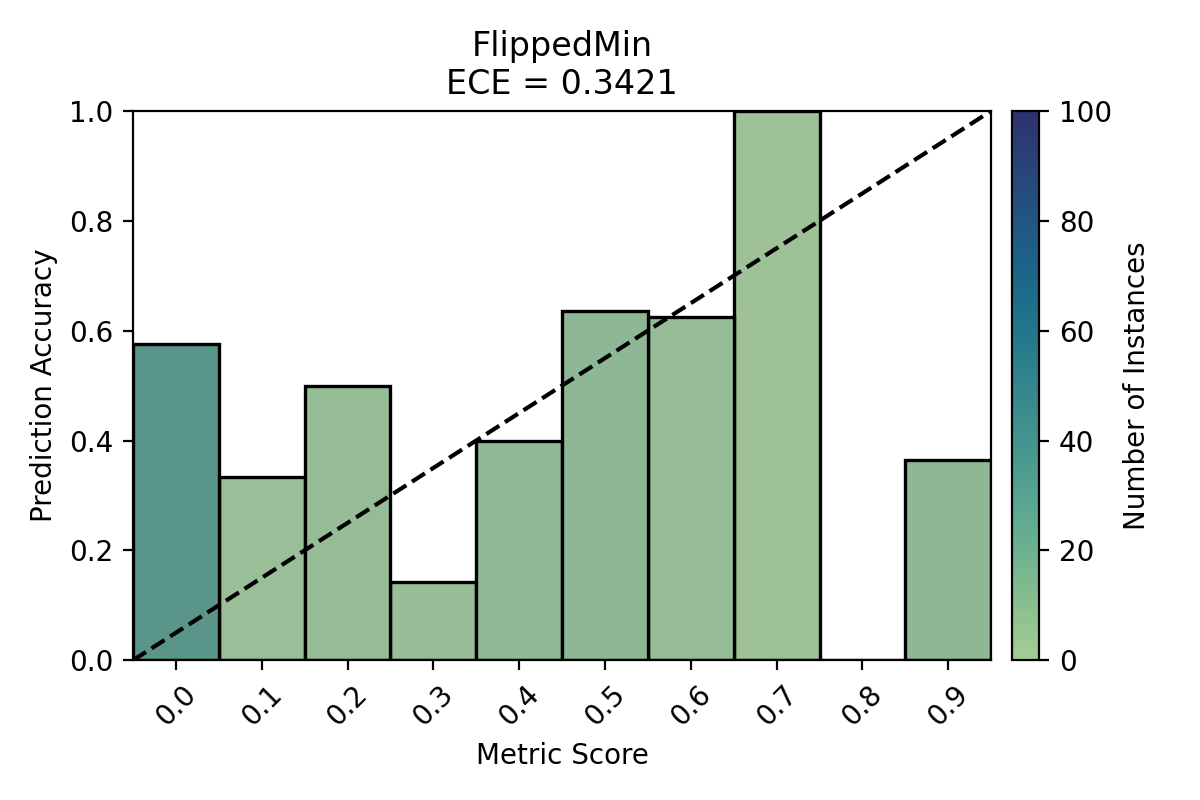 FlippedMin
ECE = 0.3421
Prediction Accuracy
1.0
0.8
0.6
0.4
0.2
0.0
0.0 0.1 0.2 0.3 0.4 0.5 0.6 0.7 0.8 0.9
Metric Score
100
80
60
40
20
0
Number of Instances